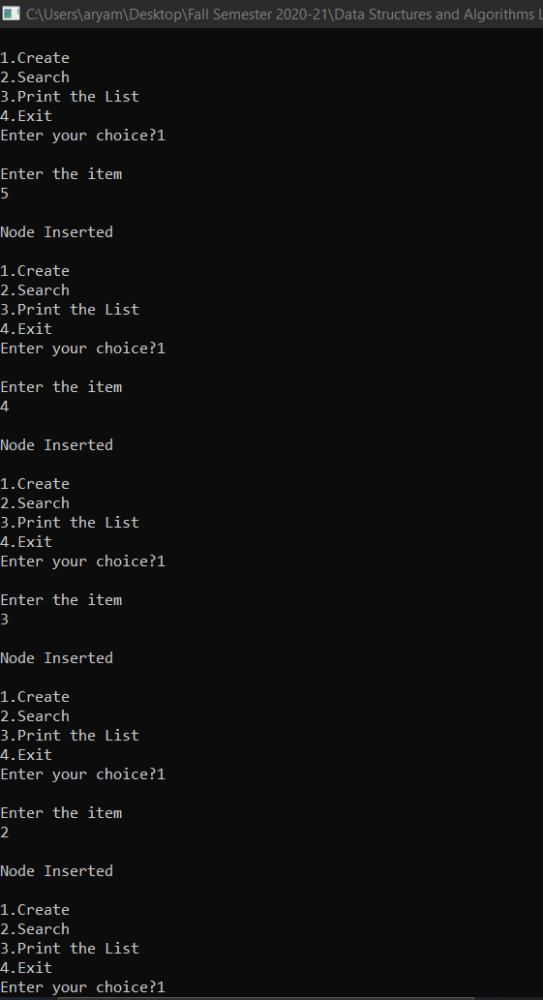 C:\Users\aryam\Desktop\Fall Semester 2020-21\Data Structures and Algorithms L
1.Create
2.Search
3.Print the List
4.Exit
Enter your choice?1
Enter the item
5
Node Inserted
1.Create
2.Search
3.Print the List
4.Exit
Enter your choice?1
Enter the item
4
Node Inserted
1.Create
2.Search
3.Print the List
4.Exit
Enter your choice?1
Enter the item
3
Node Inserted
1.Create
2.Search
3.Print the List
4.Exit
Enter your choice?1
Enter the item
2
Node Inserted
1.Create
2.Search
3.Print the List
4.Exit
Enter your choice?1